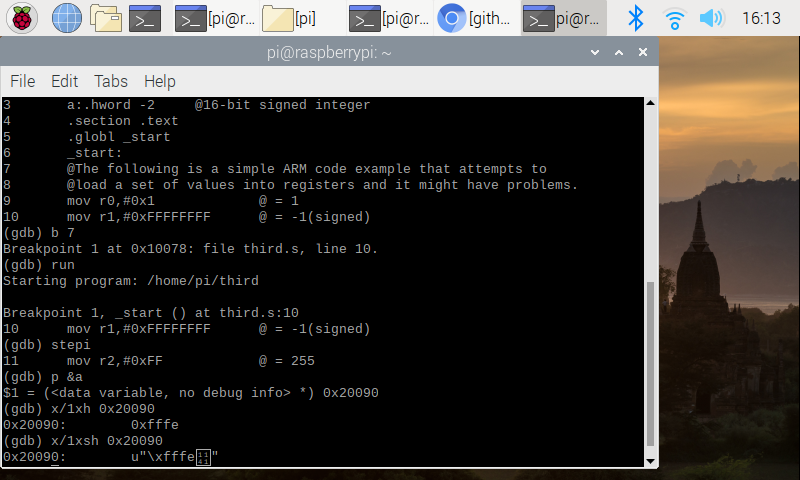 [pi@r...
[pi]
[pi@r...
[gith...
pi@r...
16:13
pi@raspberrypi: ~
File Edit Tabs Help
3 a:.hword -2 @16-bit signed integer
4 .section .text
5 .globl _start
6 _start:
7 @The following is a simple ARM code example that attempts to
8 @load a set of values into registers and it might have problems.
9 mov r0,#0x1 @ = 1
10 mov r1,#0xFFFFFFFF @ = -1(signed)
(gdb) b 7
Breakpoint 1 at 0x10078: file third.s, line 10.
(gdb) run
Starting program: /home/pi/third
Breakpoint 1, _start () at third.s:10
10 mov r1,#0xFFFFFFFF @ = -1(signed)
(gdb) stepi
11 mov r2,#0xFF @ = 255
(gdb) p &a
$1 = (<data variable, no debug info> *) 0x20090
(gdb) x/1xh 0x20090
0x20090: 0xfffe
(gdb) x/1xsh 0x20090
0x20090: u"\xfffe"